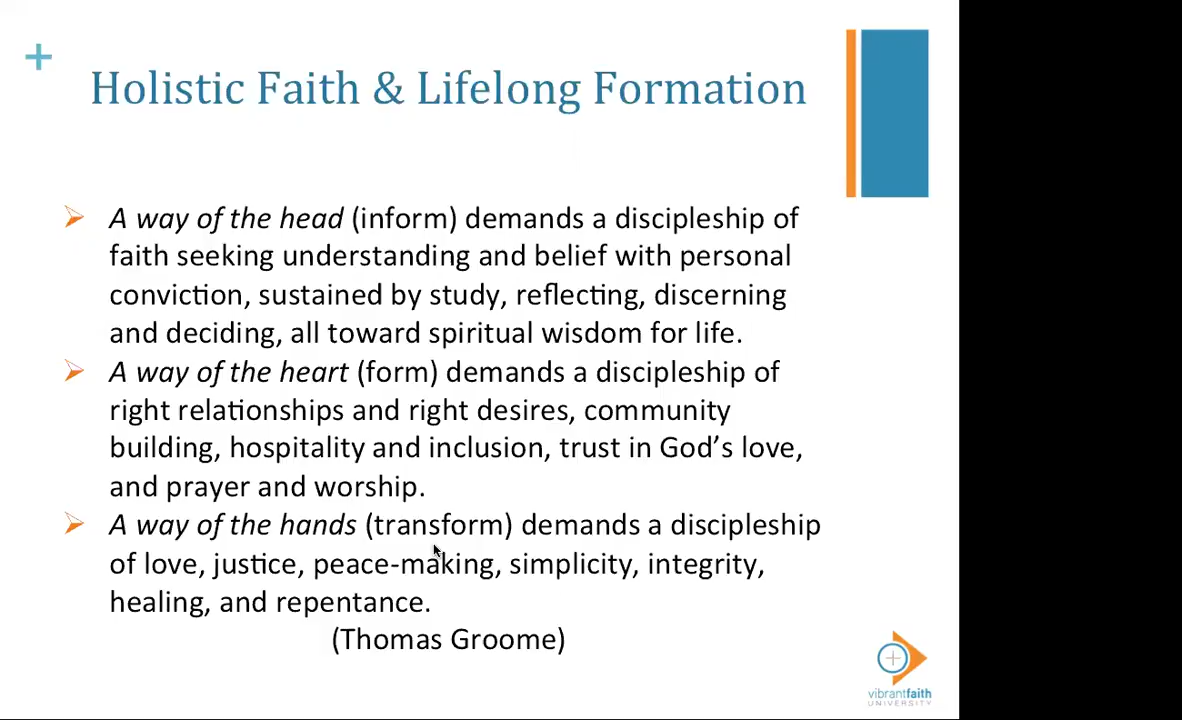 +
Holistic Faith & Lifelong Formation
A way of the head (inform) demands a discipleship of
faith seeking understanding and belief with personal
conviction, sustained by study, reflecting, discerning
and deciding, all toward spiritual wisdom for life.
A way of the heart (form) demands a discipleship of
right relationships and right desires, community
building, hospitality and inclusion, trust in God’s love,
and prayer and worship.
A way of the hands (transform) demands a discipleship
of love, justice, peace-making, simplicity, integrity,
healing, and repentance.
(Thomas Groome)
vibrantfaith
UNIVERSITY